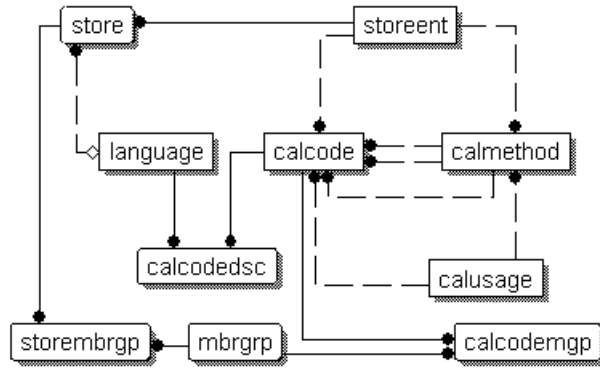 store
storeent
language
calcode
calmethod
calcodedsc
calusage
storembrgp
mbrgrp
calcodemgp